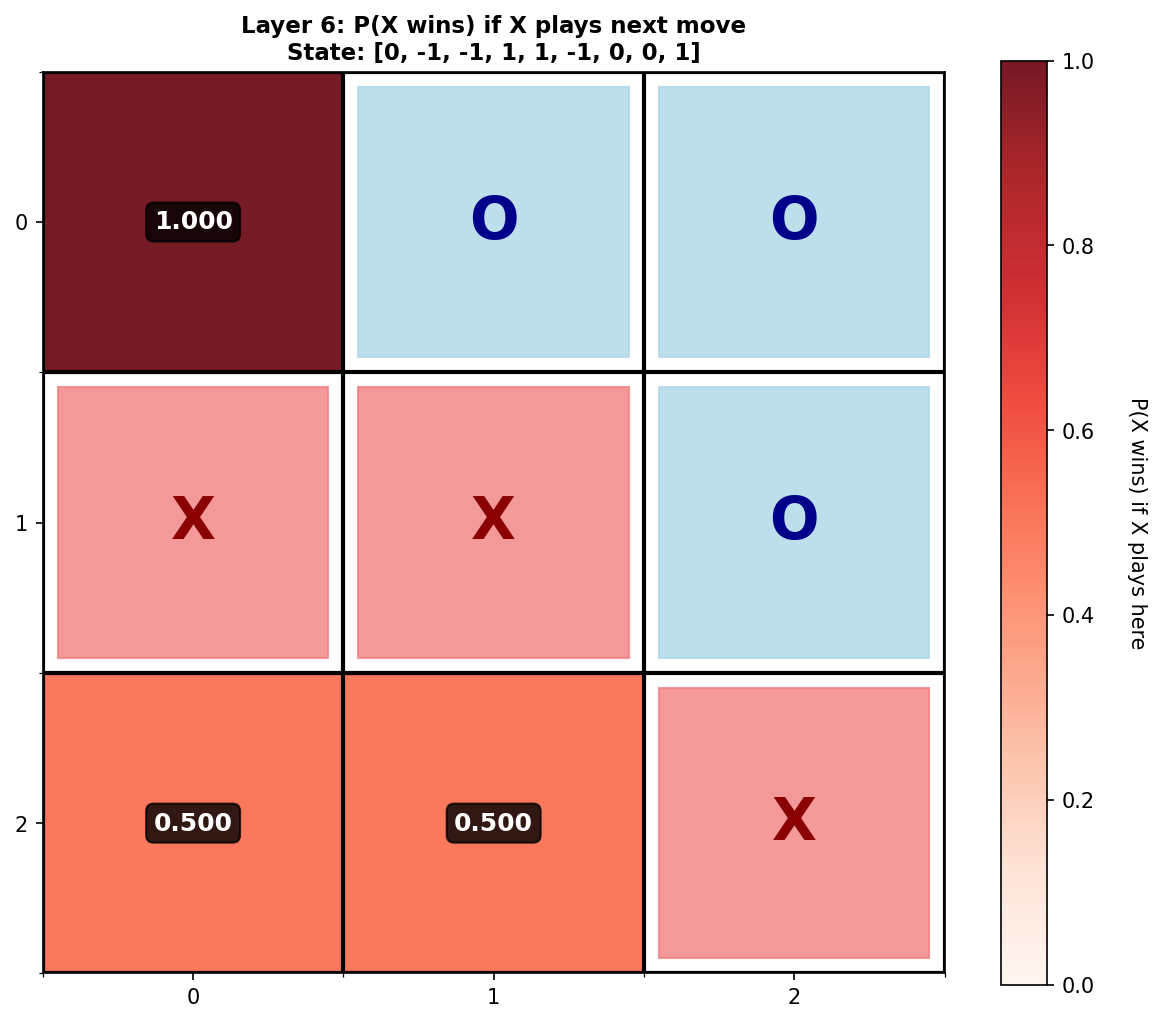 Layer 6: P(X wins) if X plays next move
State: [0, -1, -1, 1, 1, -1, 0, 0, 1]
0
1.000
O
O
1
X
X
O
2
0.500
0.500
X
0
1
2
1.0
0.8
0.6
0.4
0.2
0.0
P(X wins) if X plays here